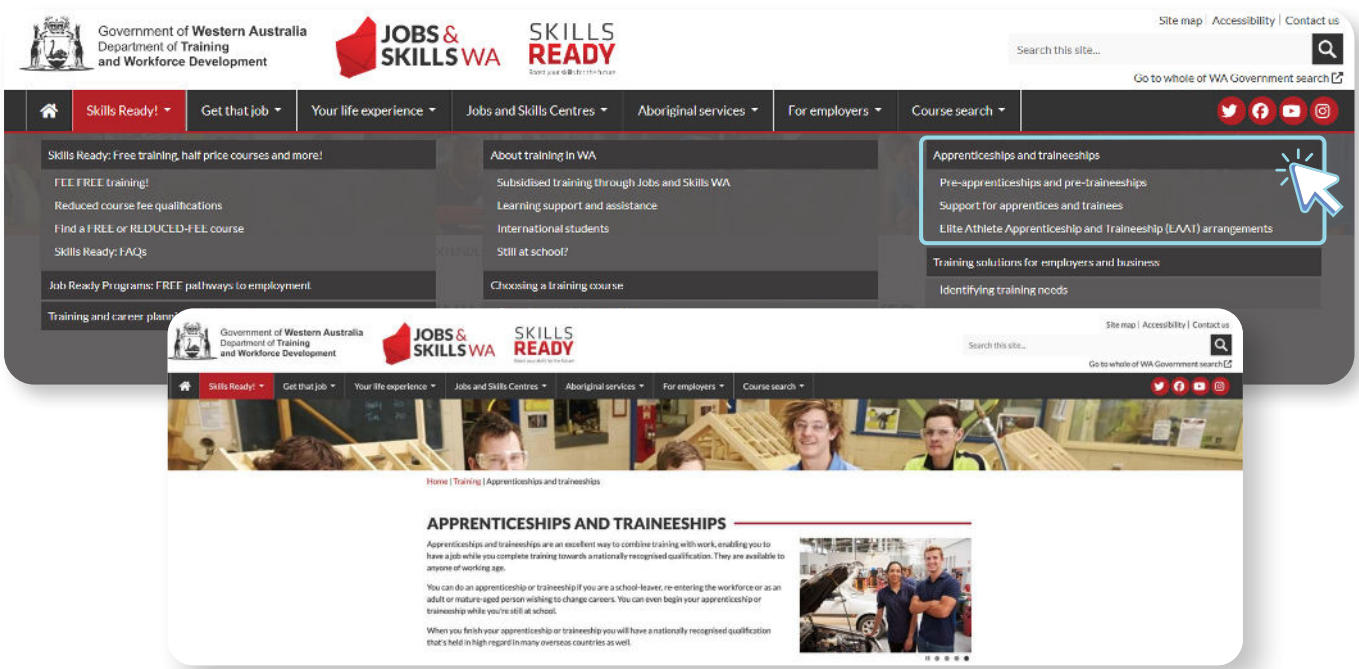 Government of Western Australia
Department of Training
and Workforce Development
JOBS &
SKILLS WA
SKILLS
READY
Boost your skills for the future
Site map | Accessibility | Contact us
Search this site...
Go to whole of WA Government search
Skills Ready! Get that job Your life experience Jobs and Skills Centres Aboriginal services For employers Course search
Skills Ready: Free training, half price courses and more!
FEE FREE training!
Reduced course fee qualifications
Find a FREE or REDUCED-FEE course
Skills Ready: FAQs
Job Ready Programs: FREE pathways to employment
Training and career
About training in WA
Subsidised training through Jobs and Skills WA
Learning support and assistance
International students
Still at school?
Choosing a training course
Apprenticeships and traineeships
Pre-apprenticeships and pre-traineeships
Support for apprentices and trainees
Elite Athlete Apprenticeship and Traineeship (EAAT) arrangements
Training solutions for employers and business
Identifying training needs
Government of Western Australia
Department of Training
and Workforce Development
JOBS &
SKILLS WA
SKILLS
READY
Site map | Accessibility | Contact us
Search this site...
Go to whole of WA Government search
Skills Ready! Get that job Your life experience Jobs and Skills Centres Aboriginal services For employers Course search
Home | Training | Apprenticeships and traineeships
APPRENTICESHIPS AND TRAINEESHIPS
Apprenticeships and traineeships are an excellent way to combine training with work, enabling you to
have a job while you complete training towards a nationally recognised qualification. They are available to
anyone of working age.
You can do an apprenticeship or traineeship if you are a school-leaver, re-entering the workforce or as an
adult or mature-aged person wishing to change careers. You can even begin your apprenticeship or
traineeship while you're still at school.
When you finish your apprenticeship or traineeship you will have a nationally recognised qualification
that's held in high regard in many overseas countries as well.